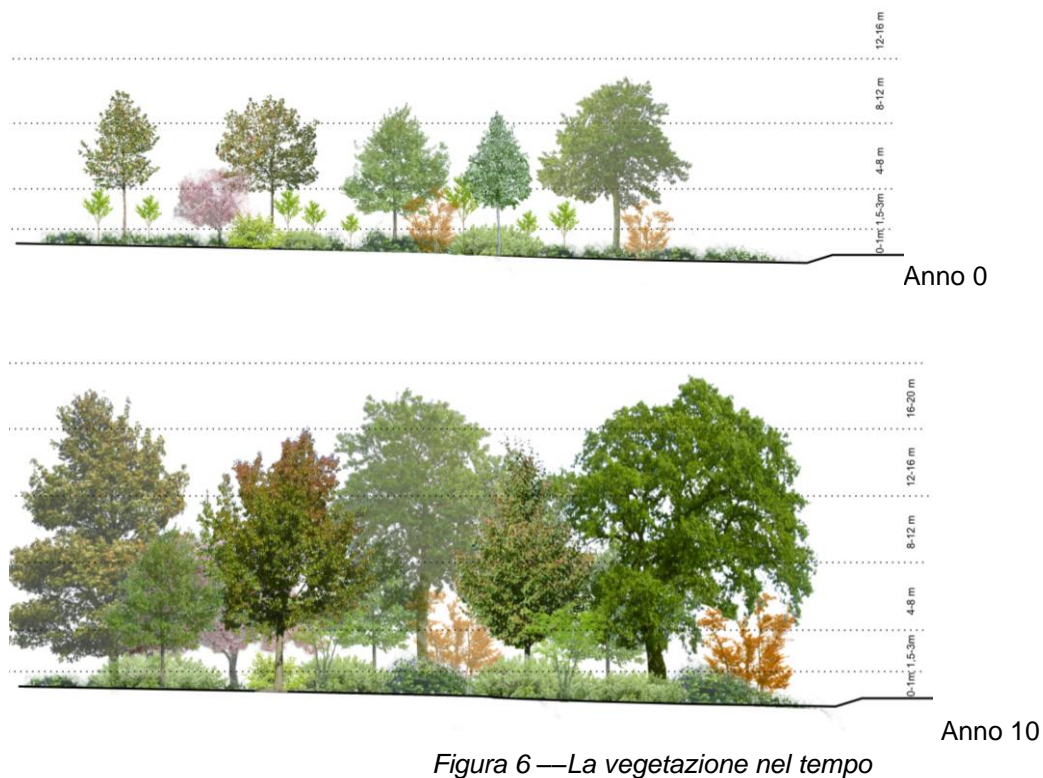 12-16 m
8-12 m
4-8 m
0-1m; 1,5-3m
Anno 0
16-20 m
12-16 m
8-12 m
4-8 m
0-1m; 1,5-3m
Anno 10
Figura 6 ––La vegetazione nel tempo